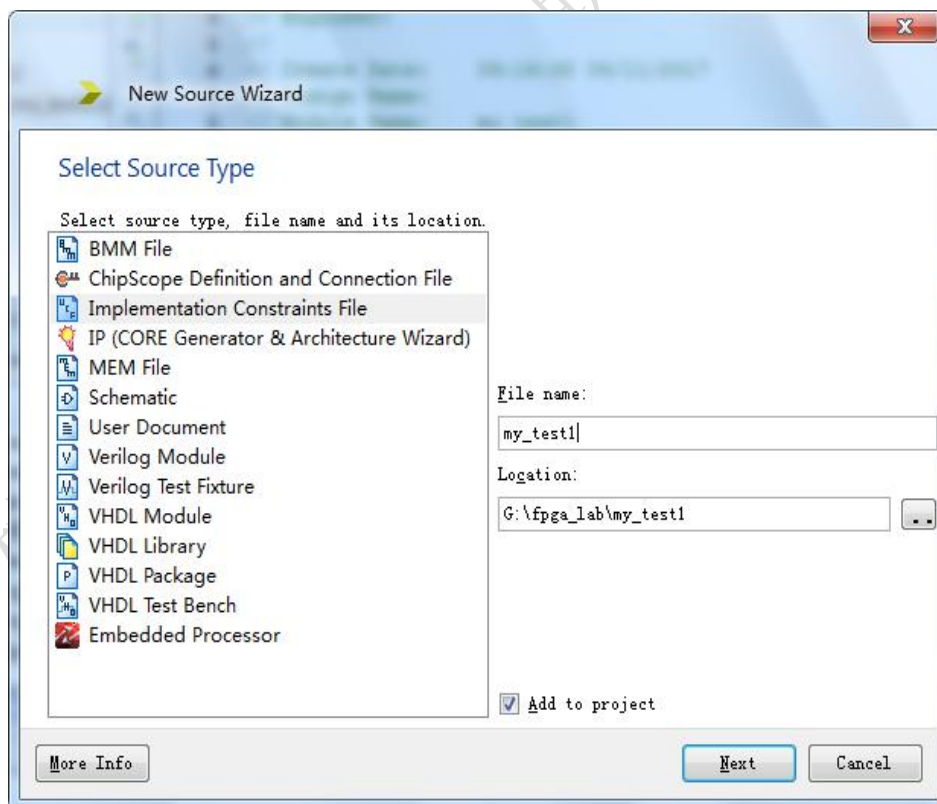 New Source Wizard
Select Source Type
Select source type, file name and its location.
BMM File
ChipScope Definition and Connection File
Implementation Constraints File
IP (CORE Generator & Architecture Wizard)
MEM File
Schematic
User Document
Verilog Module
Verilog Test Fixture
VHDL Module
VHDL Library
VHDL Package
VHDL Test Bench
Embedded Processor
File name:
my_test1
Location:
G:\fpga_lab\my_test1
..
Add to project
More Info
Next
Cancel